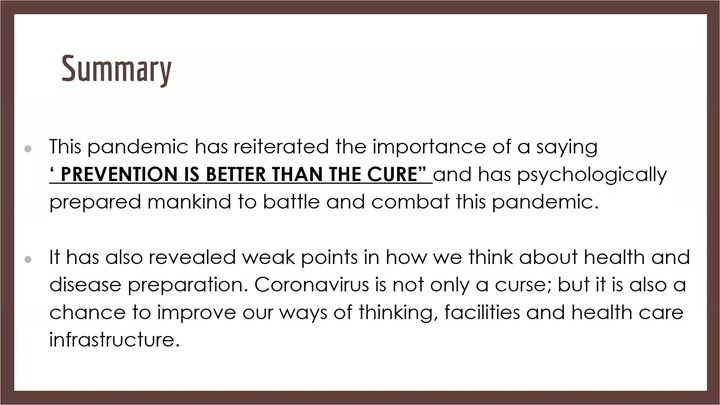 Summary
This pandemic has reiterated the importance of a saying
‘ PREVENTION IS BETTER THAN THE CURE” and has psychologically
prepared mankind to battle and combat this pandemic.
It has also revealed weak points in how we think about health and
disease preparation. Coronavirus is not only a curse; but it is also a
chance to improve our ways of thinking, facilities and health care
infrastructure.